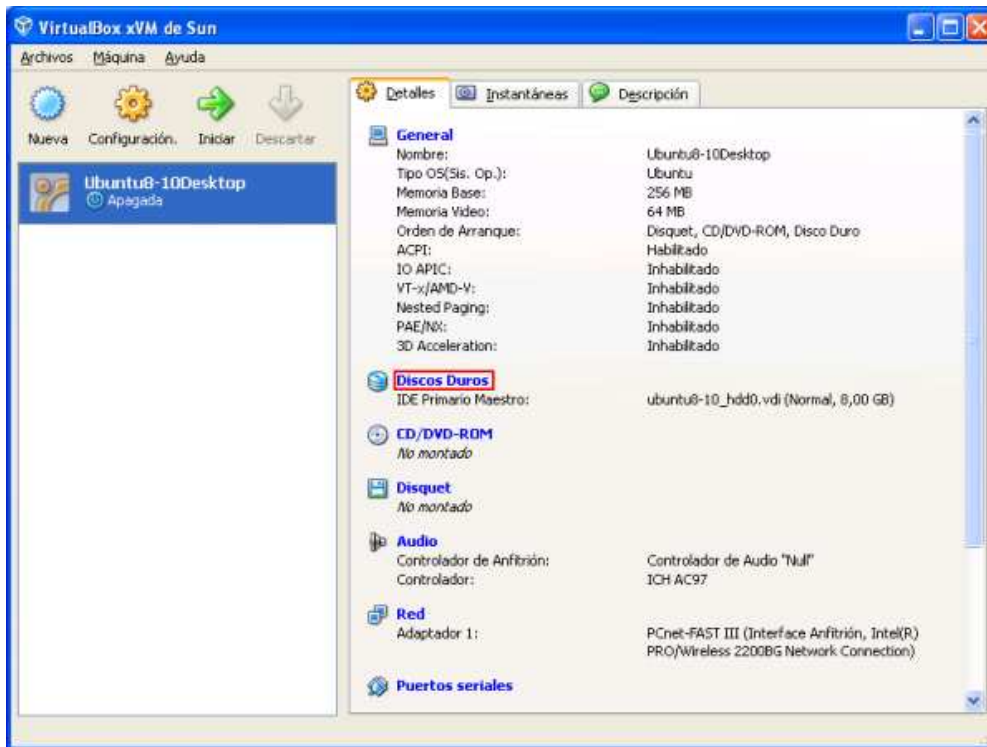 VirtualBox xVM de Sun
Archivos Máquina Ayuda
Nueva Configuración. Iniciar Descartar
Ubuntu8-10Desktop
Apagada
Detalles Instantáneas Descripción
General
Nombre: Ubuntu8-10Desktop
Tipo OS(Sis. Op.): Ubuntu
Memoria Base: 256 MB
Memoria Video: 64 MB
Orden de Arranque: Disquet, CD/DVD-ROM, Disco Duro
ACPI: Habilitado
IO APIC: Inhabilitado
VT-x/AMD-V: Inhabilitado
Nested Paging: Inhabilitado
PAE/NX: Inhabilitado
3D Acceleration: Inhabilitado
Discos Duros
IDE Primario Maestro: ubuntu8-10_hdd0.vdi (Normal, 8,00 GB)
CD/DVD-ROM
No montado
Disquet
No montado
Audio
Controlador de Anfitrión: Controlador de Audio "Null"
Controlador: ICH AC97
Red
Adaptador 1: PCnet-FAST III (Interface Anfitrión, Intel(R)
PRO/Wireless 2200BG Network Connection)
Puertos seriales